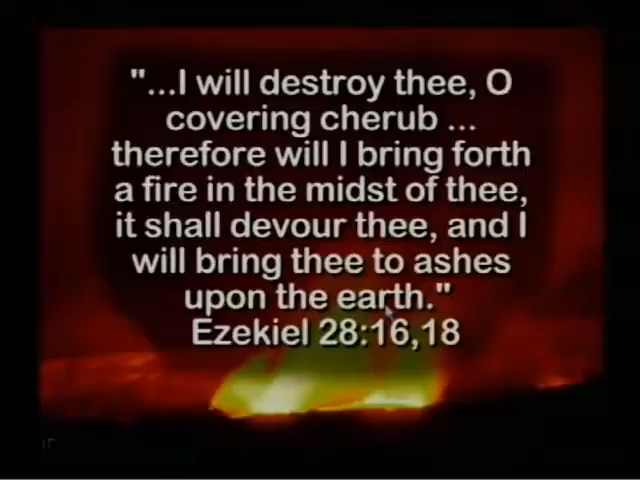 "...I will destroy thee, O
covering cherub ...
therefore will I bring forth
a fire in the midst of thee,
it shall devour thee, and I
will bring thee to ashes
upon the earth."
Ezekiel 28:16,18